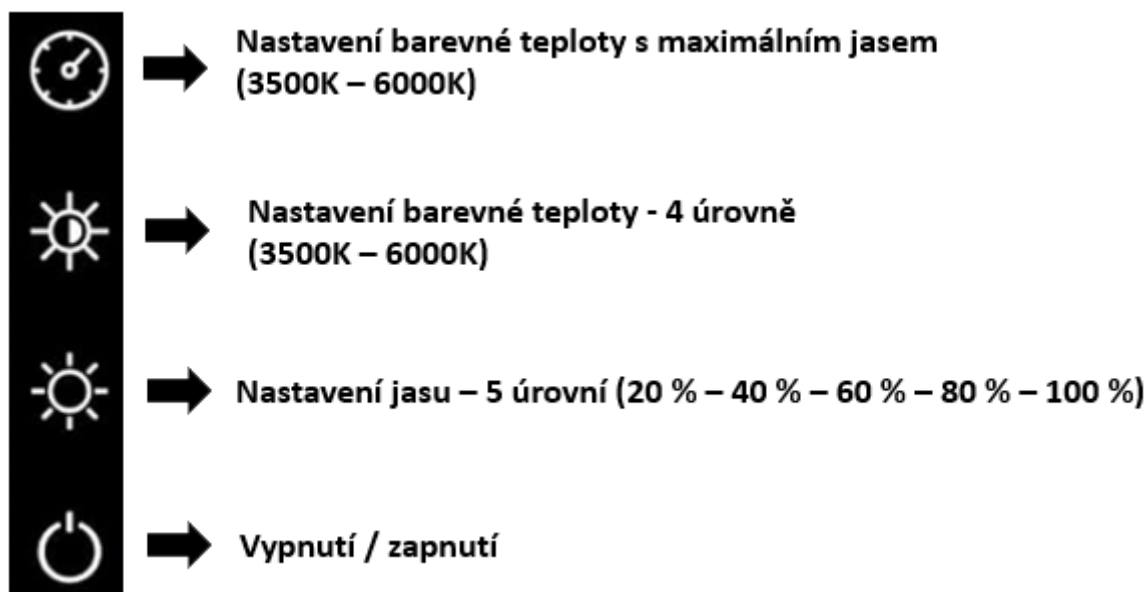 Nastavení barevné teploty s maximálním jasem
(3500K – 6000K)
Nastavení barevné teploty - 4 úrovně
(3500K – 6000K)
Nastavení jasu – 5 úrovní (20 % – 40 % – 60 % – 80 % – 100 %)
Vypnutí / zapnutí